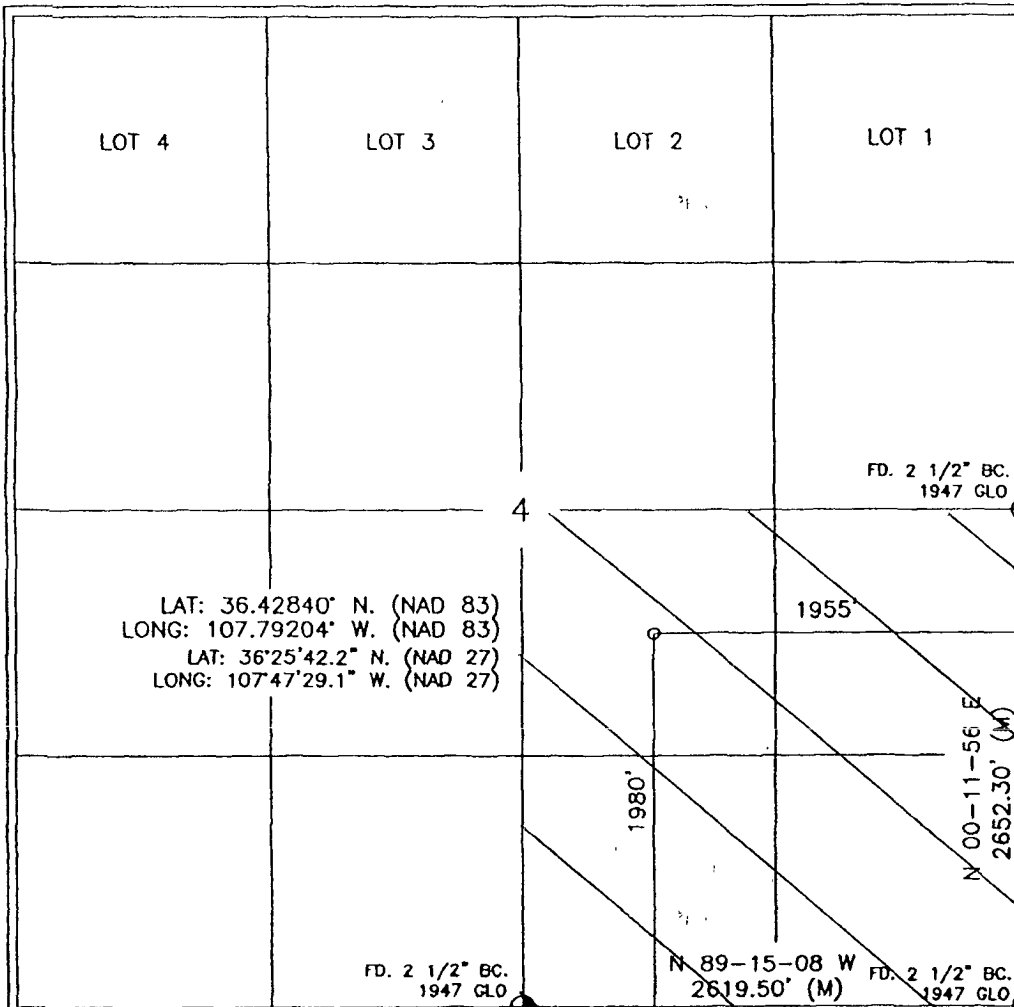 LOT 4
LOT 3
LOT 2
LOT 1
FD. 2 1/2" BC.
1947 GLO
4
LAT: 36.42840° N. (NAD 83)
LONG: 107.79204° W. (NAD 83)
LAT: 36°25'42.2" N. (NAD 27)
LONG: 107°47'29.1" W. (NAD 27)
1955'
1980'
N 00-11-56 E
2652.30' (M)
FD. 2 1/2" BC.
1947 GLO
N 89-15-08 W
2619.50' (M)
FD. 2 1/2" BC.
1947 GLO